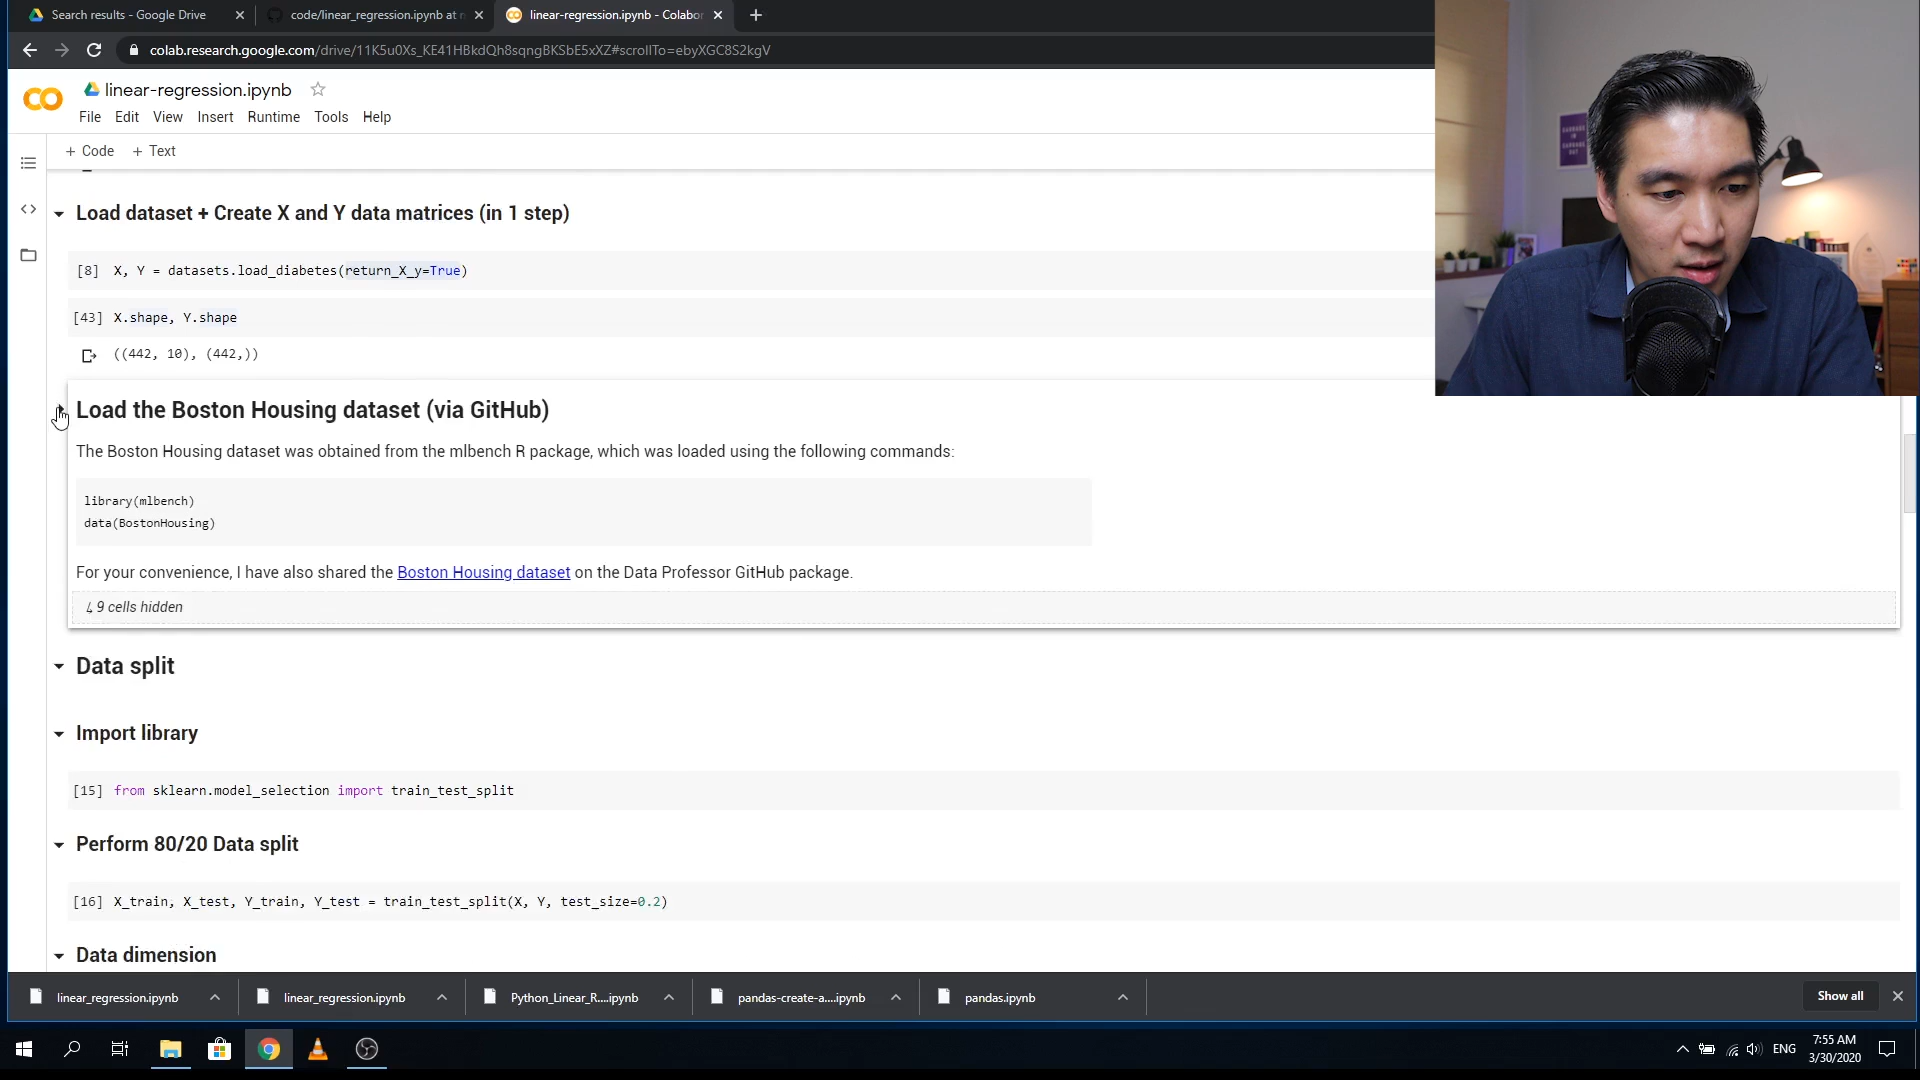 Search results - Google Drive
code/linear_regression.ipynb at
linear-regression.ipynb - Colabor
colab.research.google.com/drive/11K5u0Xs_KE41HBkdQh8sqngBKSbE5xXZ#scrollTo=ebyXGC8S2kgV
CO
linear-regression.ipynb
File Edit View Insert Runtime Tools Help
+ Code + Text
Load dataset + Create X and Y data matrices (in 1 step)
[8] X, Y = datasets.load_diabetes(return_X_y=True)
[43] X.shape, Y.shape
((442, 10), (442,))
Load the Boston Housing dataset (via GitHub)
The Boston Housing dataset was obtained from the mlbench R package, which was loaded using the following commands:
library(mlbench)
data(BostonHousing)
For your convenience, I have also shared the Boston Housing dataset on the Data Professor GitHub package.
9 cells hidden
Data split
Import library
[15] from sklearn.model_selection import train_test_split
Perform 80/20 Data split
[16] X_train, X_test, Y_train, Y_test = train_test_split(X, Y, test_size=0.2)
Data dimension
linear_regression.ipynb
linear_regression.ipynb
Python_Linear_R....ipynb
pandas-create-a....ipynb
pandas.ipynb
Show all
ENG
7:55 AM
3/30/2020
GARBAGE
IN
GARBAGE
OUT